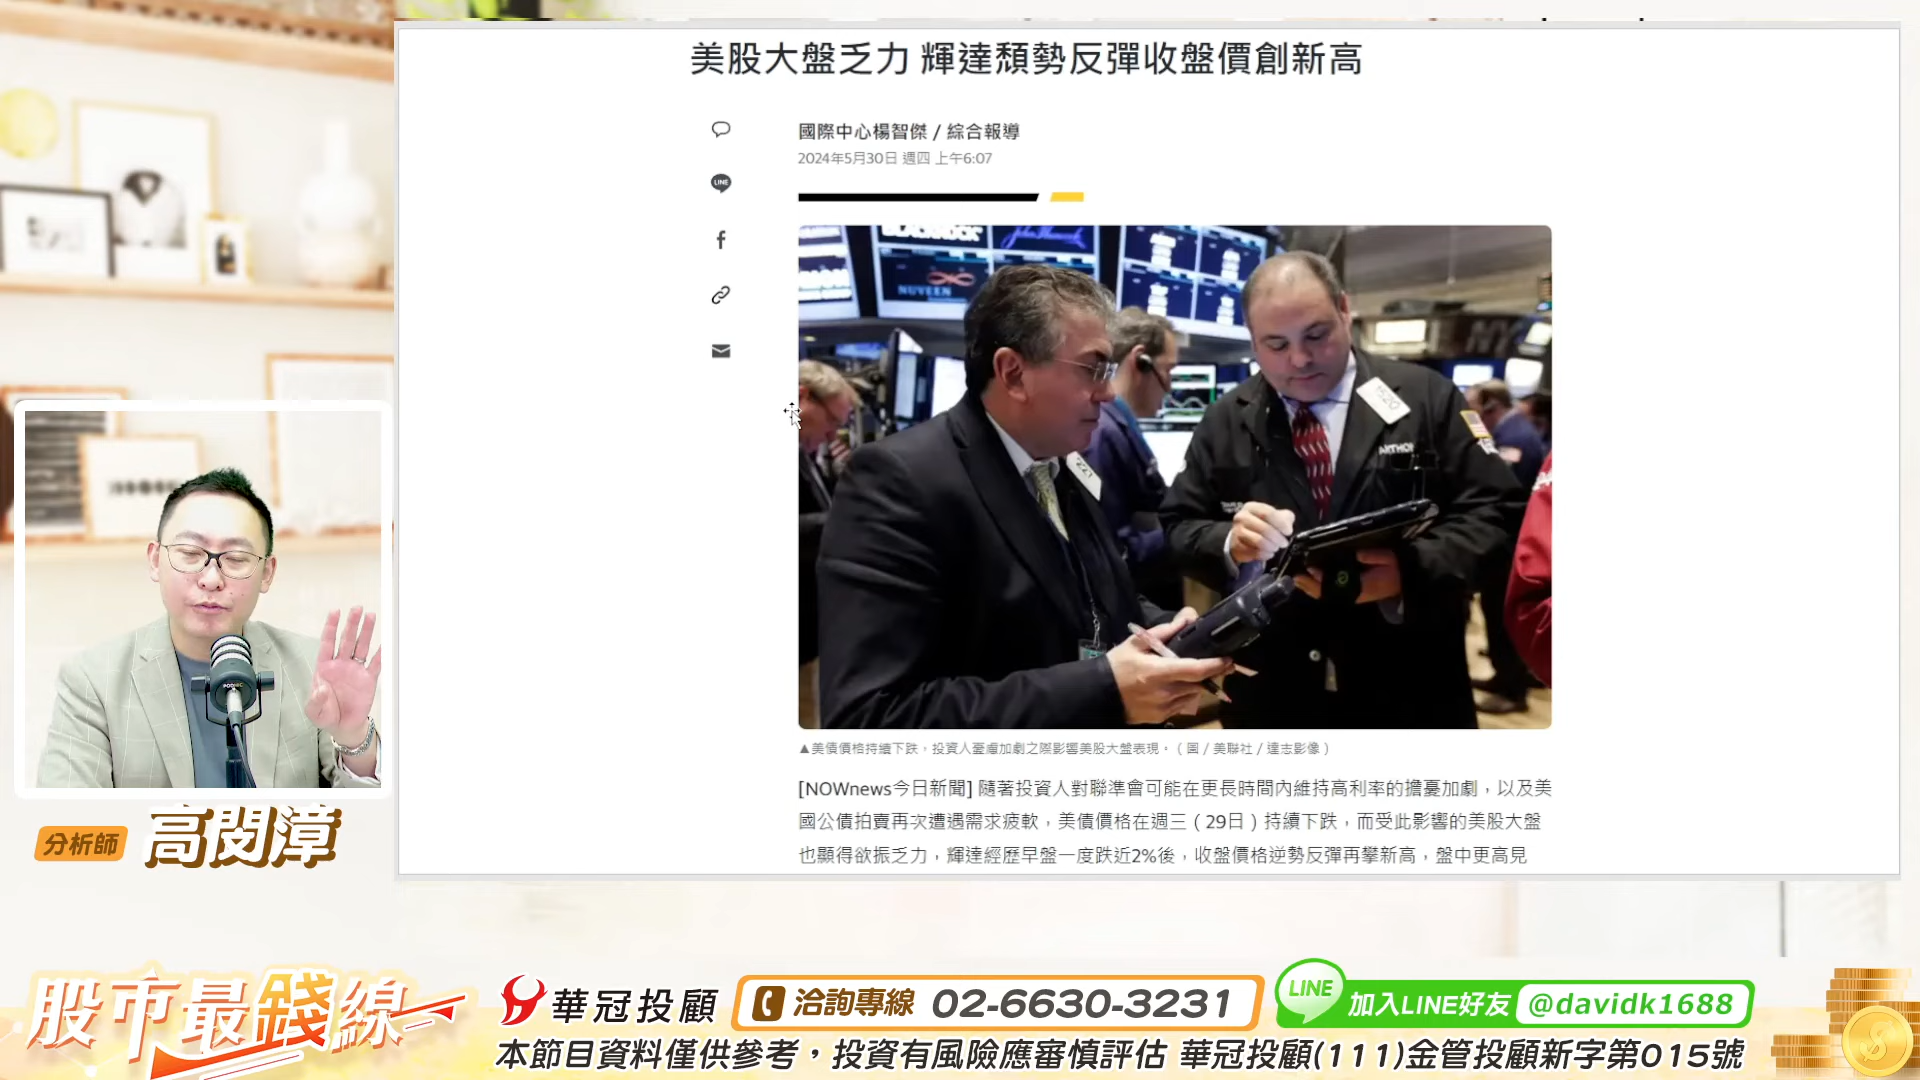 美股大盤乏力 輝達頹勢反彈收盤價創新高
國際中心楊智傑 / 綜合報導
2024年5月30日 週四 上午6:07
LINE
NUVEEN
1520
ARTHO
▲美債價格持續下跌，投資人憂慮加劇之際影響美股大盤表現。（圖 / 美聯社 / 達志影像）
[NOWnews今日新聞] 隨著投資人對聯準會可能在更長時間內維持高利率的擔憂加劇，以及美
國公債拍賣再次遭遇需求疲軟，美債價格在週三（29日）持續下跌，而受此影響的美股大盤
也顯得欲振乏力，輝達經歷早盤一度跌近2%後，收盤價格逆勢反彈再攀新高，盤中更高見
分析師 高閔漳
股市最錢線
華冠投顧
洽詢專線 02-6630-3231
LINE 加入LINE好友 @davidk1688
本節目資料僅供參考，投資有風險應審慎評估 華冠投顧(111)金管投顧新字第015號